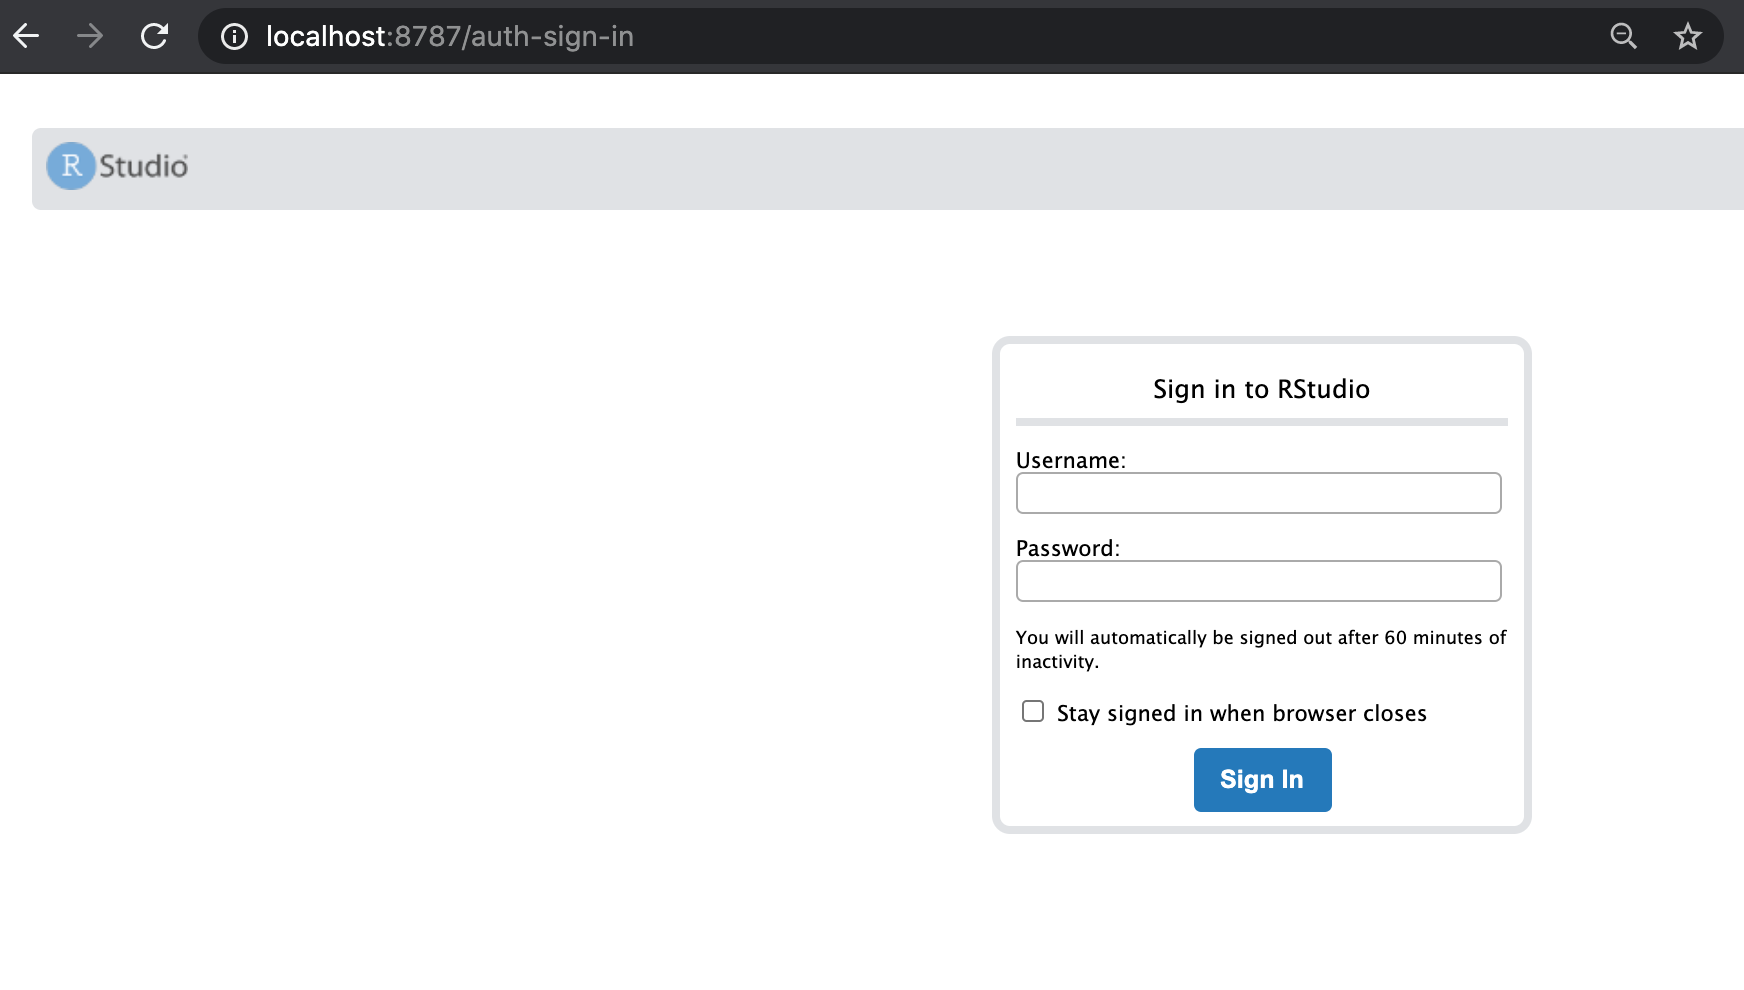 localhost:8787/auth-sign-in
R Studio
Sign in to RStudio
Username:
Password:
You will automatically be signed out after 60 minutes of
inactivity.
Stay signed in when browser closes
Sign In